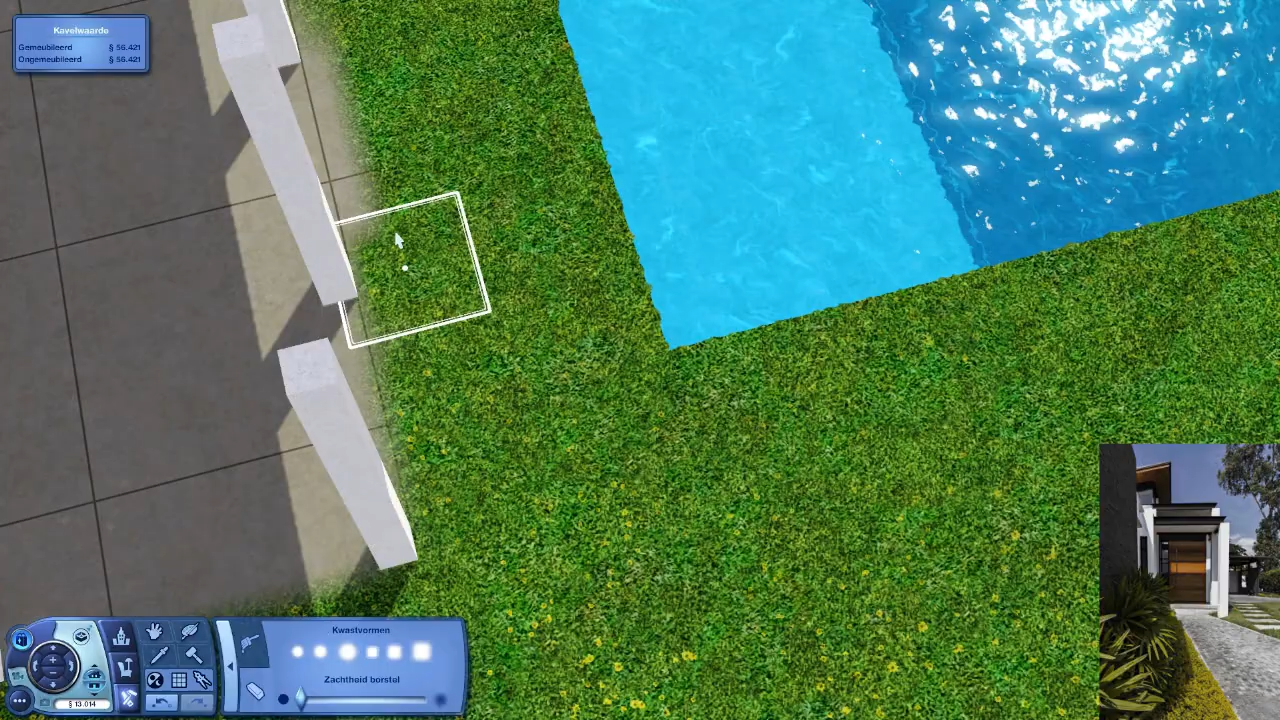 Kavelwaarde
Gemeubileerd § 56.421
Ongemeubileerd § 56.421
Kwastvormen
Zachtheid borstel
§ 13.014